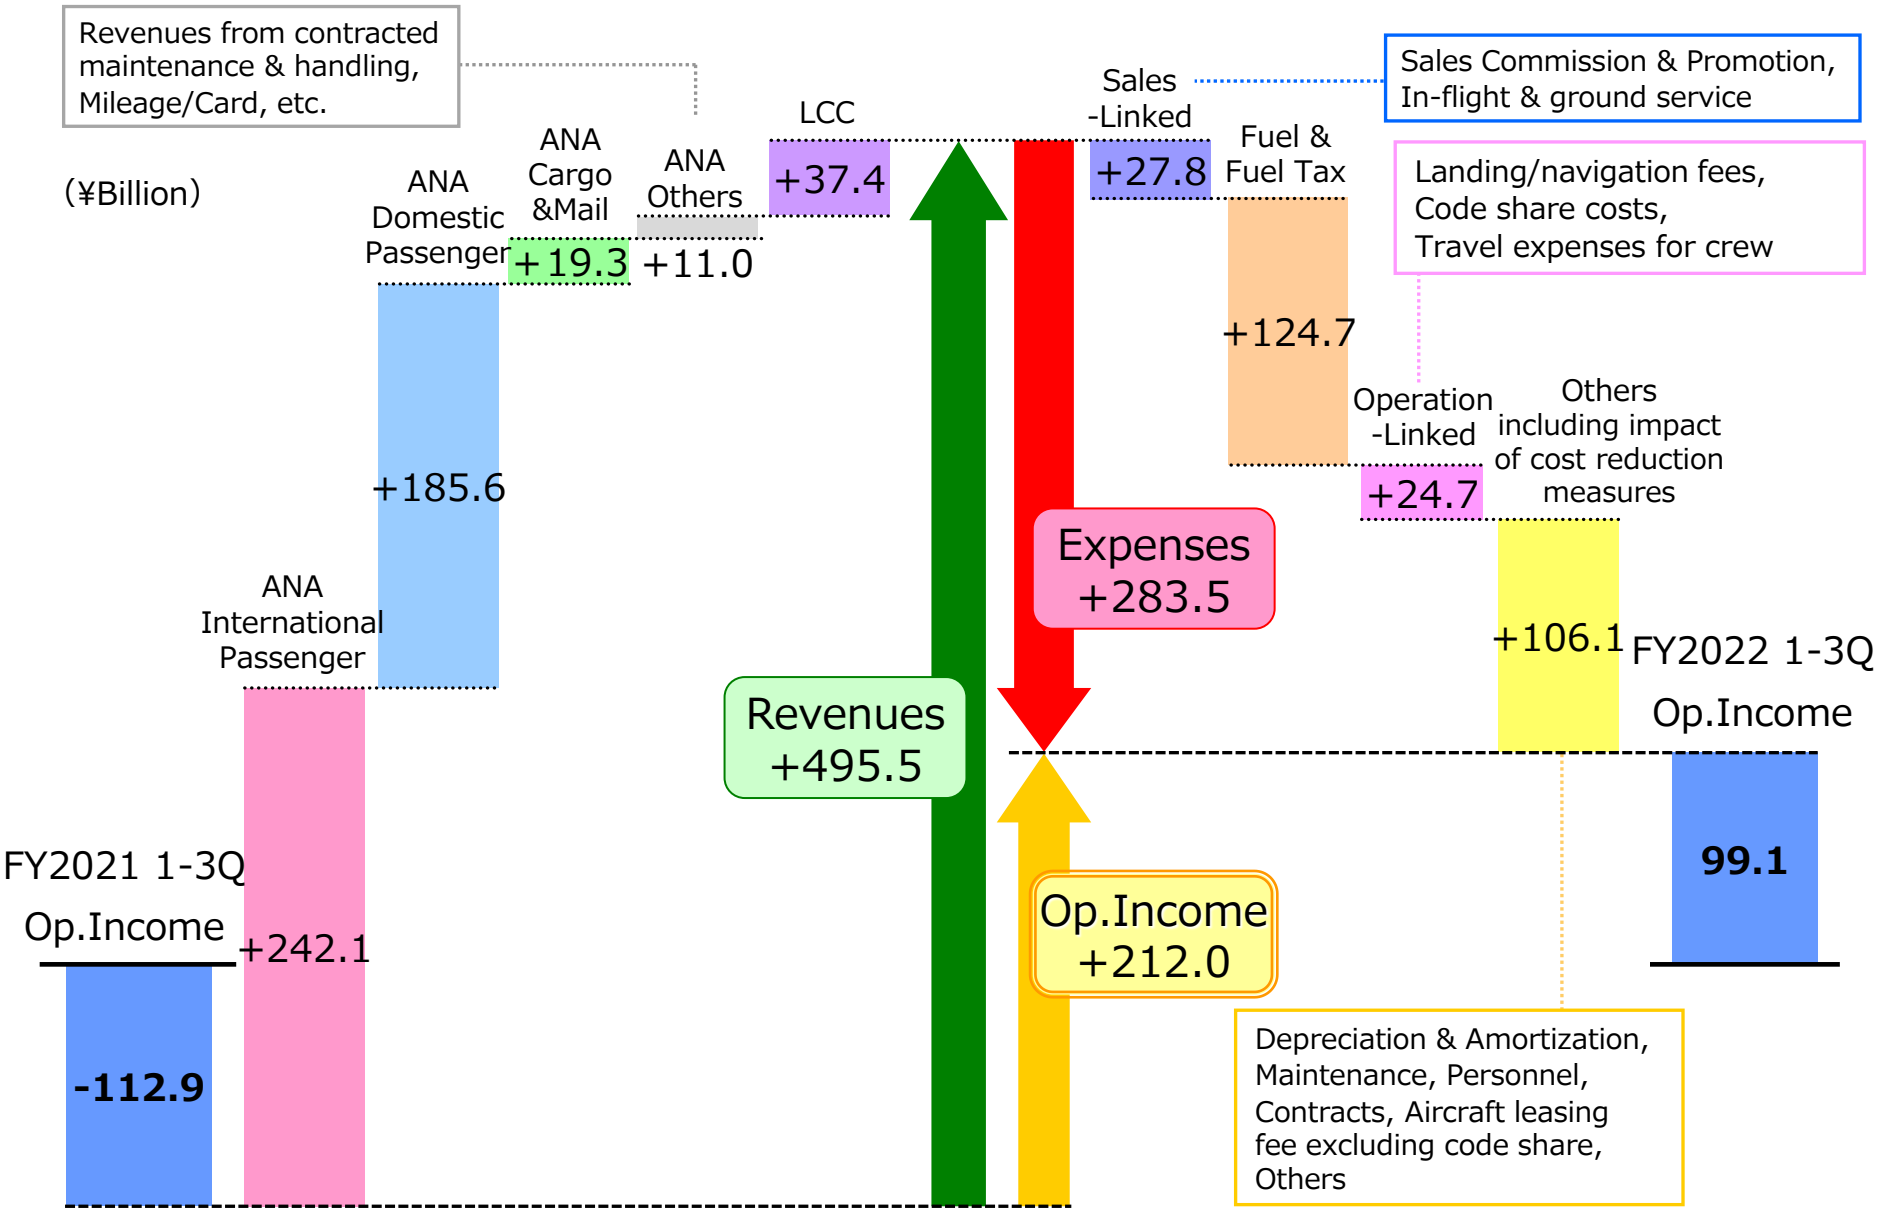 Revenues from contracted
maintenance & handling,
Mileage/Card, etc.
(¥Billion)
FY2021 1-3Q
Op.Income
-112.9
ANA
International
Passenger
+242.1
ANA
Domestic
Passenger
+185.6
ANA
Cargo
&Mail
+19.3
ANA
Others
+11.0
LCC
+37.4
Revenues
+495.5
Expenses
+283.5
Op.Income
+212.0
Sales
-Linked
+27.8
Sales Commission & Promotion,
In-flight & ground service
Fuel &
Fuel Tax
+124.7
Landing/navigation fees,
Code share costs,
Travel expenses for crew
Operation
-Linked
+24.7
Others
including impact
of cost reduction
measures
+106.1
FY2022 1-3Q
Op.Income
99.1
Depreciation & Amortization,
Maintenance, Personnel,
Contracts, Aircraft leasing
fee excluding code share,
Others